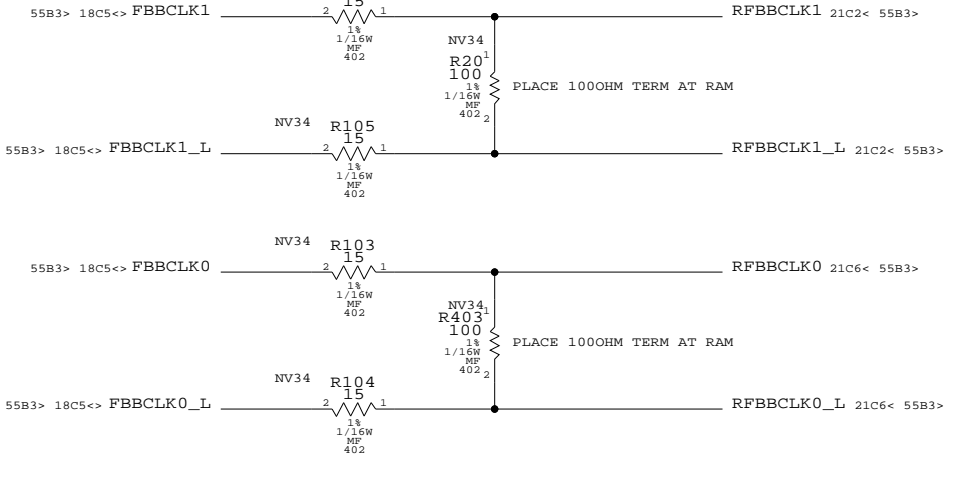 15
55B3> 18C5<> FBBCLK1
2 1
RFBBCLK1 21C2< 55B3>
1%
1/16W
MF
402
NV34
1
R20
100
1%
1/16W
MF
402
2
PLACE 100OHM TERM AT RAM
NV34
R105
15
55B3> 18C5<> FBBCLK1_L
2 1
RFBBCLK1_L 21C2< 55B3>
1%
1/16W
MF
402
NV34
R103
15
55B3> 18C5<> FBBCLK0
2 1
RFBBCLK0 21C6< 55B3>
1%
1/16W
MF
402
NV34
1
R403
100
1%
1/16W
MF
402
2
PLACE 100OHM TERM AT RAM
NV34
R104
15
55B3> 18C5<> FBBCLK0_L
2 1
RFBBCLK0_L 21C6< 55B3>
1%
1/16W
MF
402